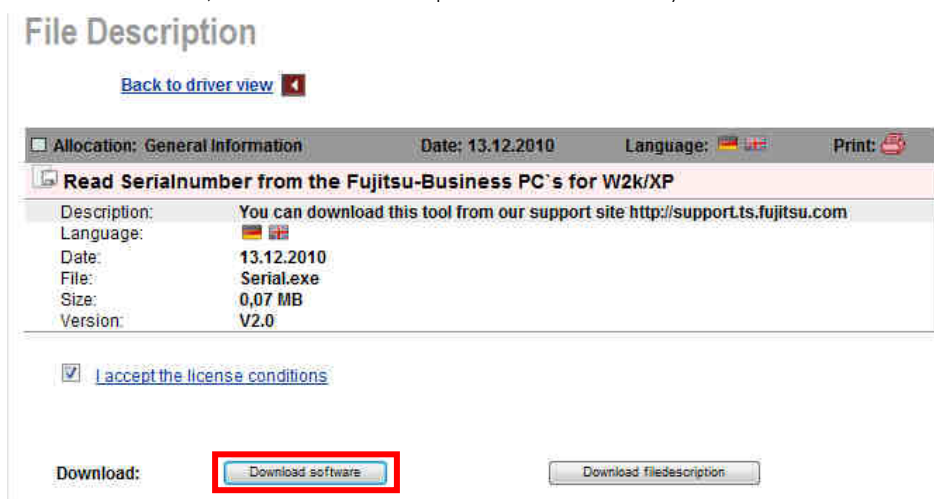 File Description
Back to driver view
Allocation: General Information Date: 13.12.2010 Language: Print:
Read Serialnumber from the Fujitsu-Business PC`s for W2k/XP
Description: You can download this tool from our support site http://support.ts.fujitsu.com
Language:
Date: 13.12.2010
File: Serial.exe
Size: 0,07 MB
Version: V2.0
I accept the license conditions
Download: Download software Download filedescription